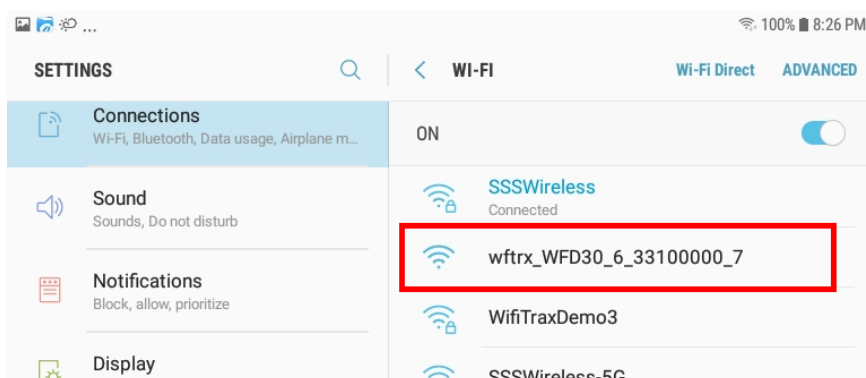 ... 100% 8:26 PM
SETTINGS
Connections
Wi-Fi, Bluetooth, Data usage, Airplane m...
Sound
Sounds, Do not disturb
Notifications
Block, allow, prioritize
Display
WI-FI Wi-Fi Direct ADVANCED
ON
SSSWireless
Connected
wftrx_WFD30_6_33100000_7
WifiTraxDemo3
SSSWireless-5G